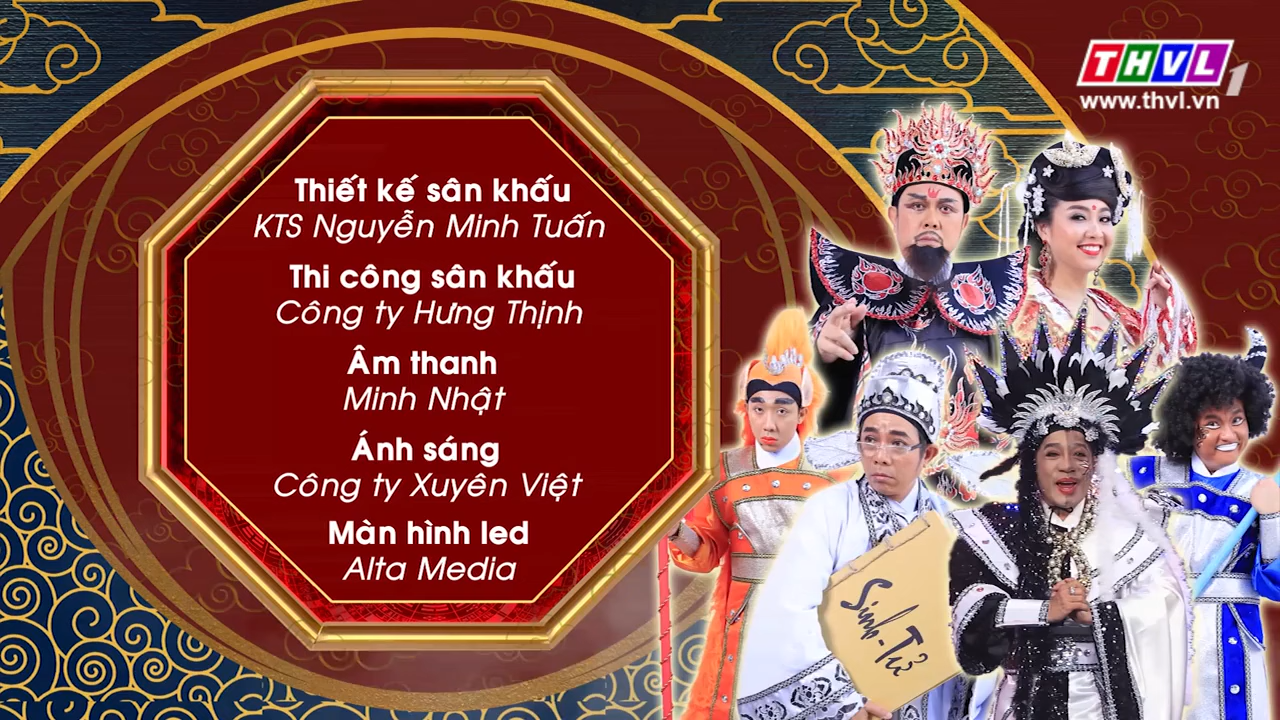 THVL1
www.thvl.vn
Thiết kế sân khấu
KTS Nguyễn Minh Tuấn
Thi công sân khấu
Công ty Hưng Thịnh
Âm thanh
Minh Nhật
Ánh sáng
Công ty Xuyên Việt
Màn hình led
Alta Media
Sinh-Tử